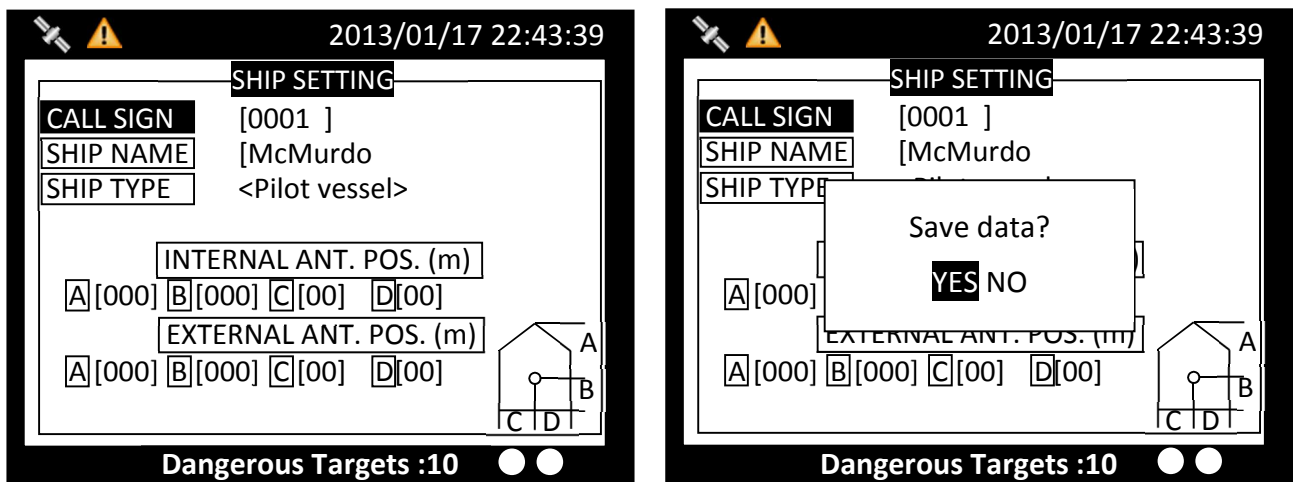 2013/01/17 22:43:39
SHIP SETTING
CALL SIGN [0001 ]
SHIP NAME [McMurdo
SHIP TYPE <Pilot vessel>
INTERNAL ANT. POS. (m)
A [000] B [000] C [00] D [00]
EXTERNAL ANT. POS. (m)
A [000] B [000] C [00] D [00]
A
B
C D
Dangerous Targets :10
2013/01/17 22:43:39
SHIP SETTING
CALL SIGN [0001 ]
SHIP NAME [McMurdo
SHIP TYPE
Save data?
YES NO
A [000]
EXTERNAL ANT. POS. (m)
A [000] B [000] C [00] D [00]
A
B
C D
Dangerous Targets :10